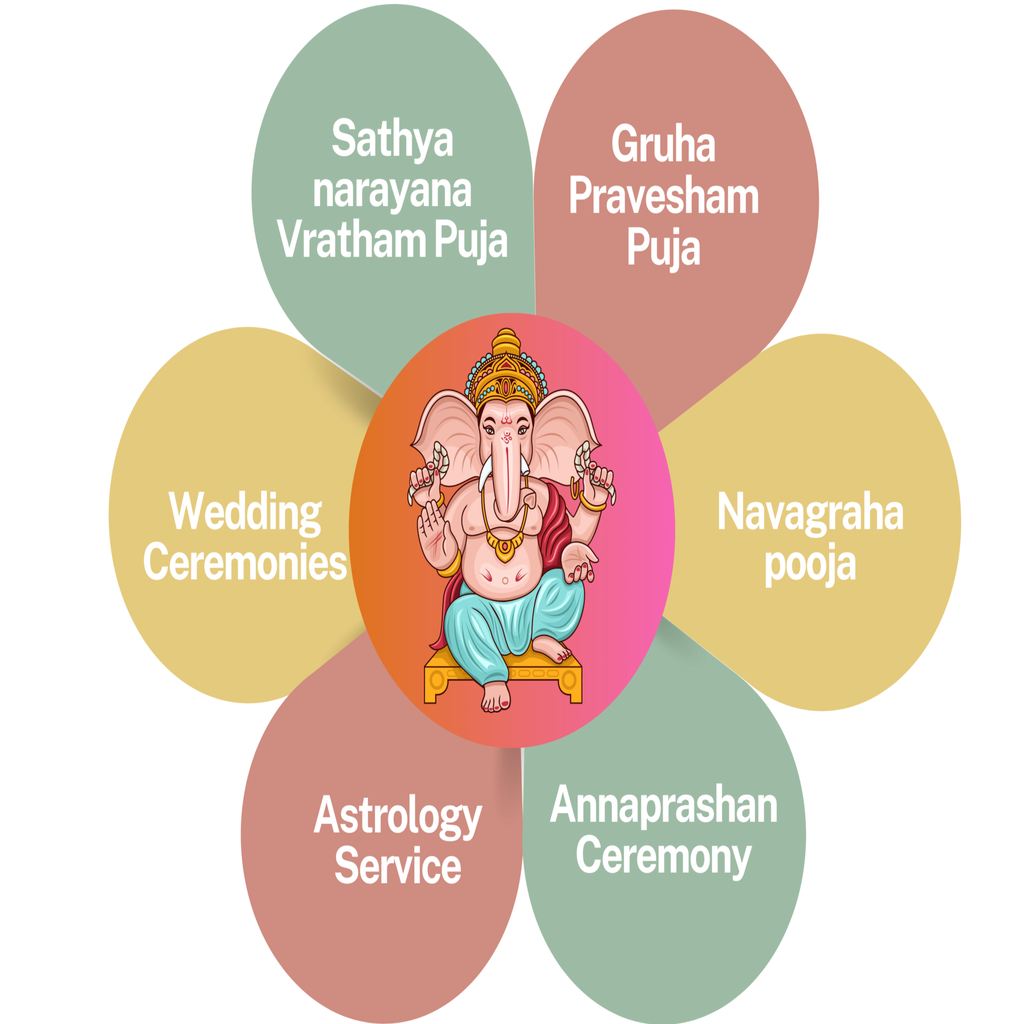 Sathya
narayana
Vratham Puja
Gruha
Pravesham
Puja
Wedding
Ceremonies
Navagraha
pooja
Astrology
Service
Annaprashan
Ceremony